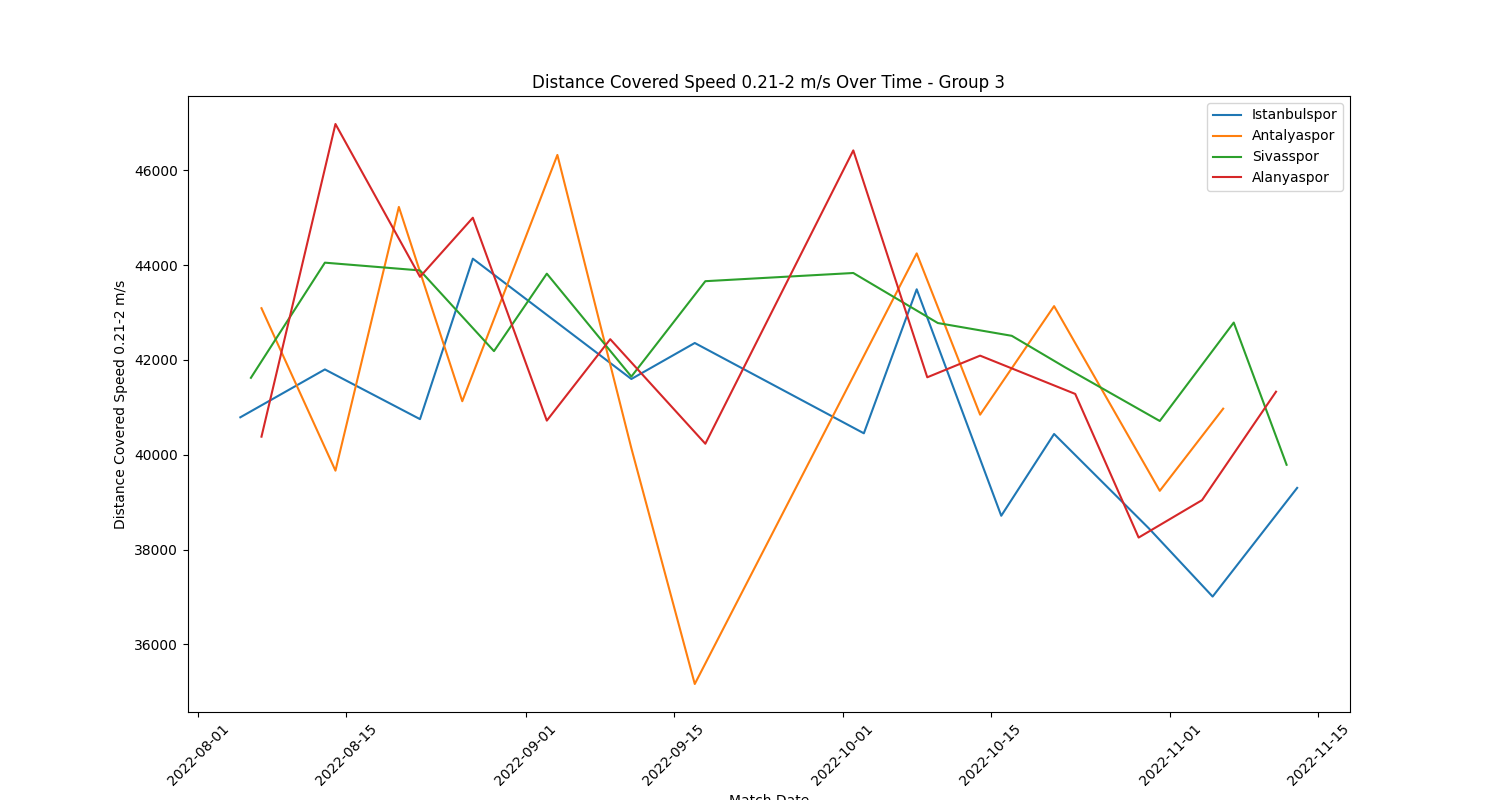 Distance Covered Speed 0.21-2 m/s Over Time - Group 3
Istanbulspor
Antalyaspor
Sivasspor
Alanyaspor
Distance Covered Speed 0.21-2 m/s
46000
44000
42000
40000
38000
36000
2022-08-01
2022-08-15
2022-09-01
2022-09-15
2022-10-01
2022-10-15
2022-11-01
2022-11-15
Match Date